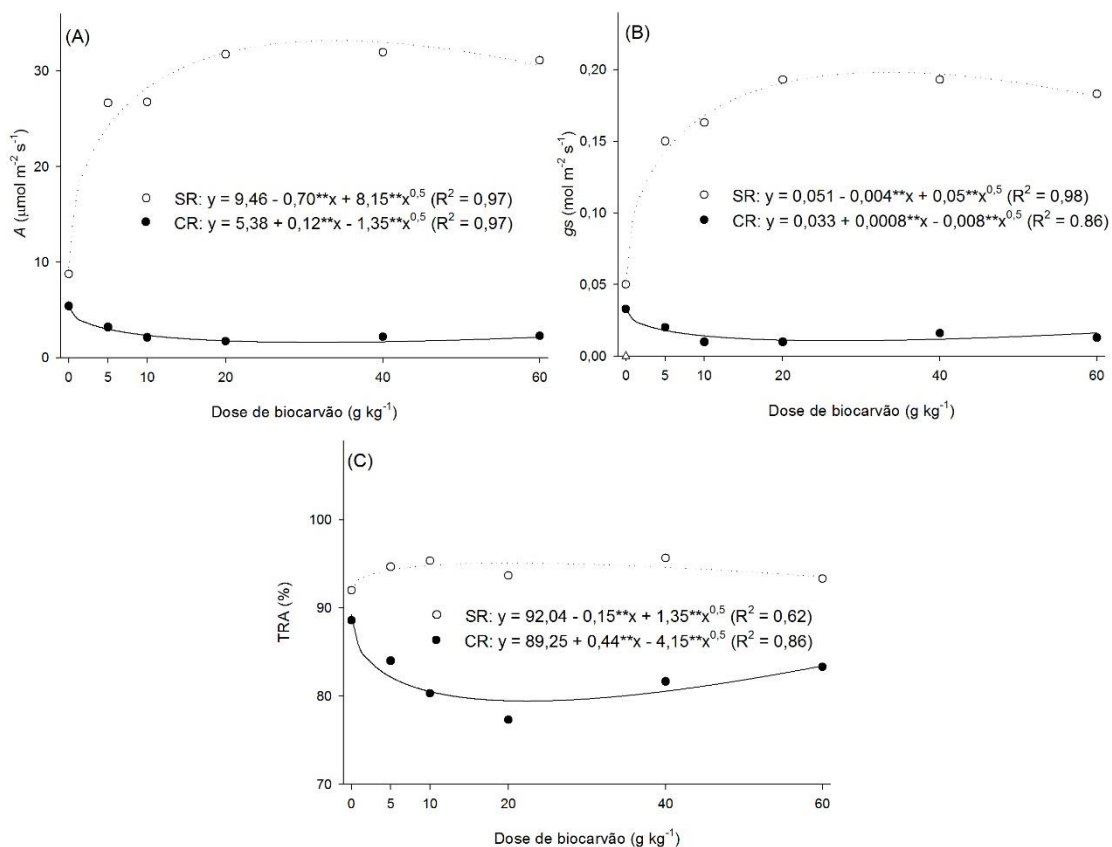 (A)
A (μmol m-2 s-1)
30
20
10
0
SR: y = 9,46 - 0,70**x + 8,15**x0,5 (R2 = 0,97)
CR: y = 5,38 + 0,12**x - 1,35**x0,5 (R2 = 0,97)
0 5 10 20 40 60
Dose de biocarvão (g kg-1)
(B)
gs (mol m-2 s-1)
0,20
0,15
0,10
0,05
0,00
SR: y = 0,051 - 0,004**x + 0,05**x0,5 (R2 = 0,98)
CR: y = 0,033 + 0,0008**x - 0,008**x0,5 (R2 = 0.86)
0 5 10 20 40 60
Dose de biocarvão (g kg-1)
(C)
TRA (%)
100
90
80
70
SR: y = 92,04 - 0,15**x + 1,35**x0,5 (R2 = 0,62)
CR: y = 89,25 + 0,44**x - 4,15**x0,5 (R2 = 0,86)
0 5 10 20 40 60
Dose de biocarvão (g kg-1)